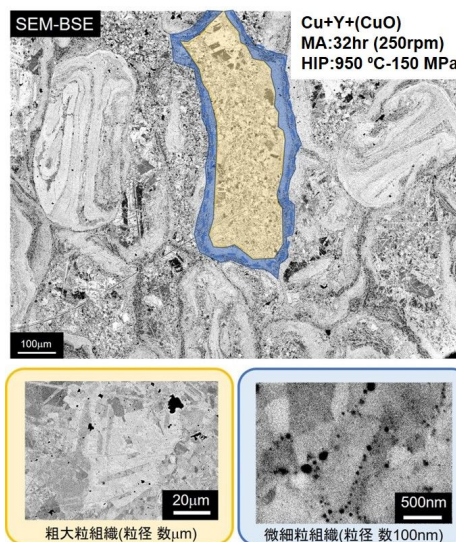 SEM-BSE
Cu+Y+(CuO)
MA:32hr (250rpm)
HIP:950 ºC-150 MPa
100μm
20μm
粗大粒組織(粒径 数μm)
500nm
微細粒組織(粒径 数100nm)